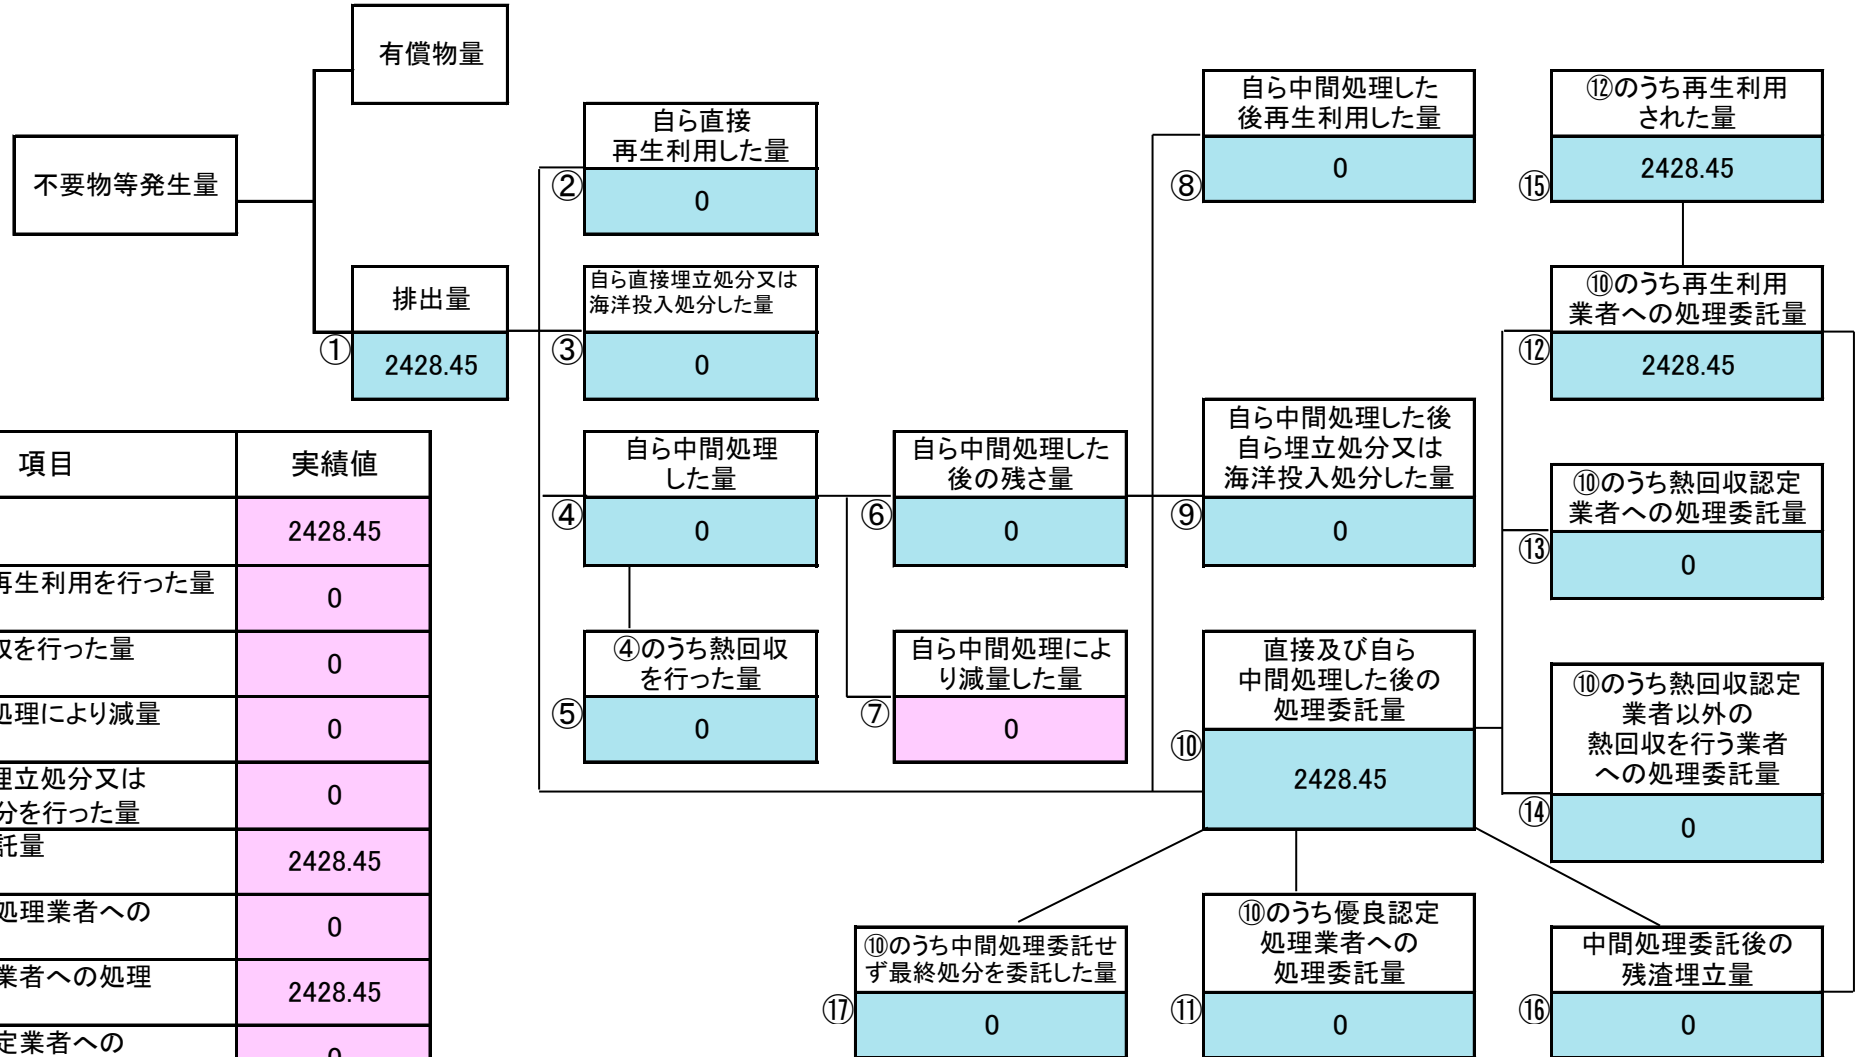 有償物量
不要物等発生量
排出量
①
2428.45
自ら直接
再生利用した量
②
0
自ら直接埋立処分又は
海洋投入処分した量
③
0
自ら中間処理
した量
④
0
④のうち熱回収
を行った量
⑤
0
自ら中間処理した
後の残さ量
⑥
0
自ら中間処理によ
り減量した量
⑦
0
自ら中間処理した
後再生利用した量
⑧
0
自ら中間処理した後
自ら埋立処分又は
海洋投入処分した量
⑨
0
直接及び自ら
中間処理した後の
処理委託量
⑩
2428.45
⑫のうち再生利用
された量
⑮
2428.45
⑩のうち再生利用
業者への処理委託量
⑫
2428.45
⑩のうち熱回収認定
業者への処理委託量
⑬
0
⑩のうち熱回収認定
業者以外の
熱回収を行う業者
への処理委託量
⑭
0
⑩のうち中間処理委託せ
ず最終処分を委託した量
⑰
0
⑩のうち優良認定
処理業者への
処理委託量
⑪
0
中間処理委託後の
残渣埋立量
⑯
0
項目 実績値
2428.45
再生利用を行った量
0
収を行った量
0
処理により減量
0
埋立処分又は
分を行った量
0
託量
2428.45
処理業者への
0
業者への処理
2428.45
定業者への
0